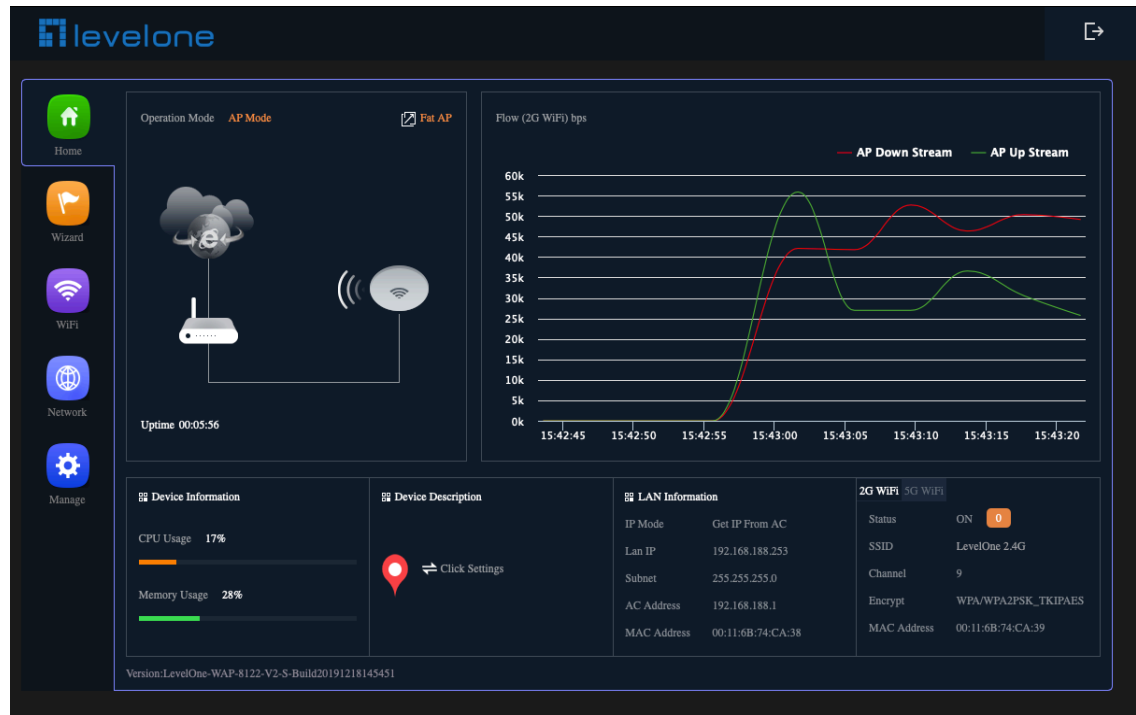 levelone
Home
Wizard
WiFi
Network
Manage
Operation Mode AP Mode
Fat AP
Uptime 00:05:56
Flow (2G WiFi) bps
AP Down Stream AP Up Stream
60k
55k
50k
45k
40k
35k
30k
25k
20k
15k
10k
5k
0k
15:42:45 15:42:50 15:42:55 15:43:00 15:43:05 15:43:10 15:43:15 15:43:20
Device Information
CPU Usage 17%
Memory Usage 28%
Device Description
Click Settings
LAN Information
IP Mode Get IP From AC
Lan IP 192.168.188.253
Subnet 255.255.255.0
AC Address 192.168.188.1
MAC Address 00:11:6B:74:CA:38
2G WiFi 5G WiFi
Status ON 0
SSID LevelOne 2.4G
Channel 9
Encrypt WPA/WPA2PSK_TKIPAES
MAC Address 00:11:6B:74:CA:39
Version:LevelOne-WAP-8122-V2-S-Build20191218145451